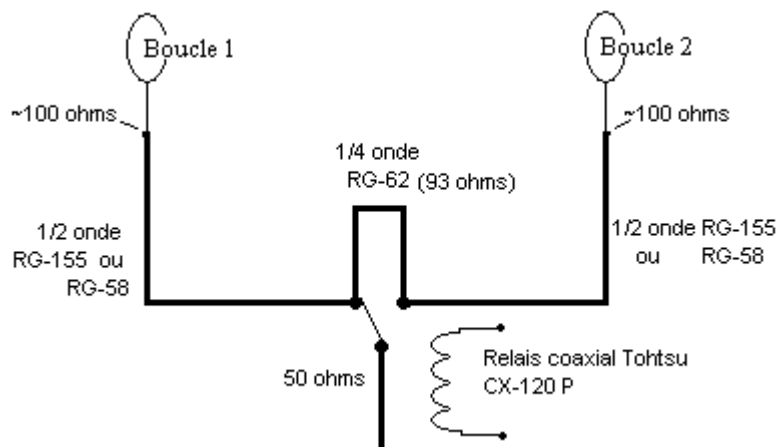 Boucle 1
Boucle 2
~100 ohms
~100 ohms
1/4 onde
RG-62 (93 ohms)
1/2 onde
RG-155 ou
RG-58
1/2 onde RG-155
ou RG-58
50 ohms
Relais coaxial Tohtsu
CX-120 P